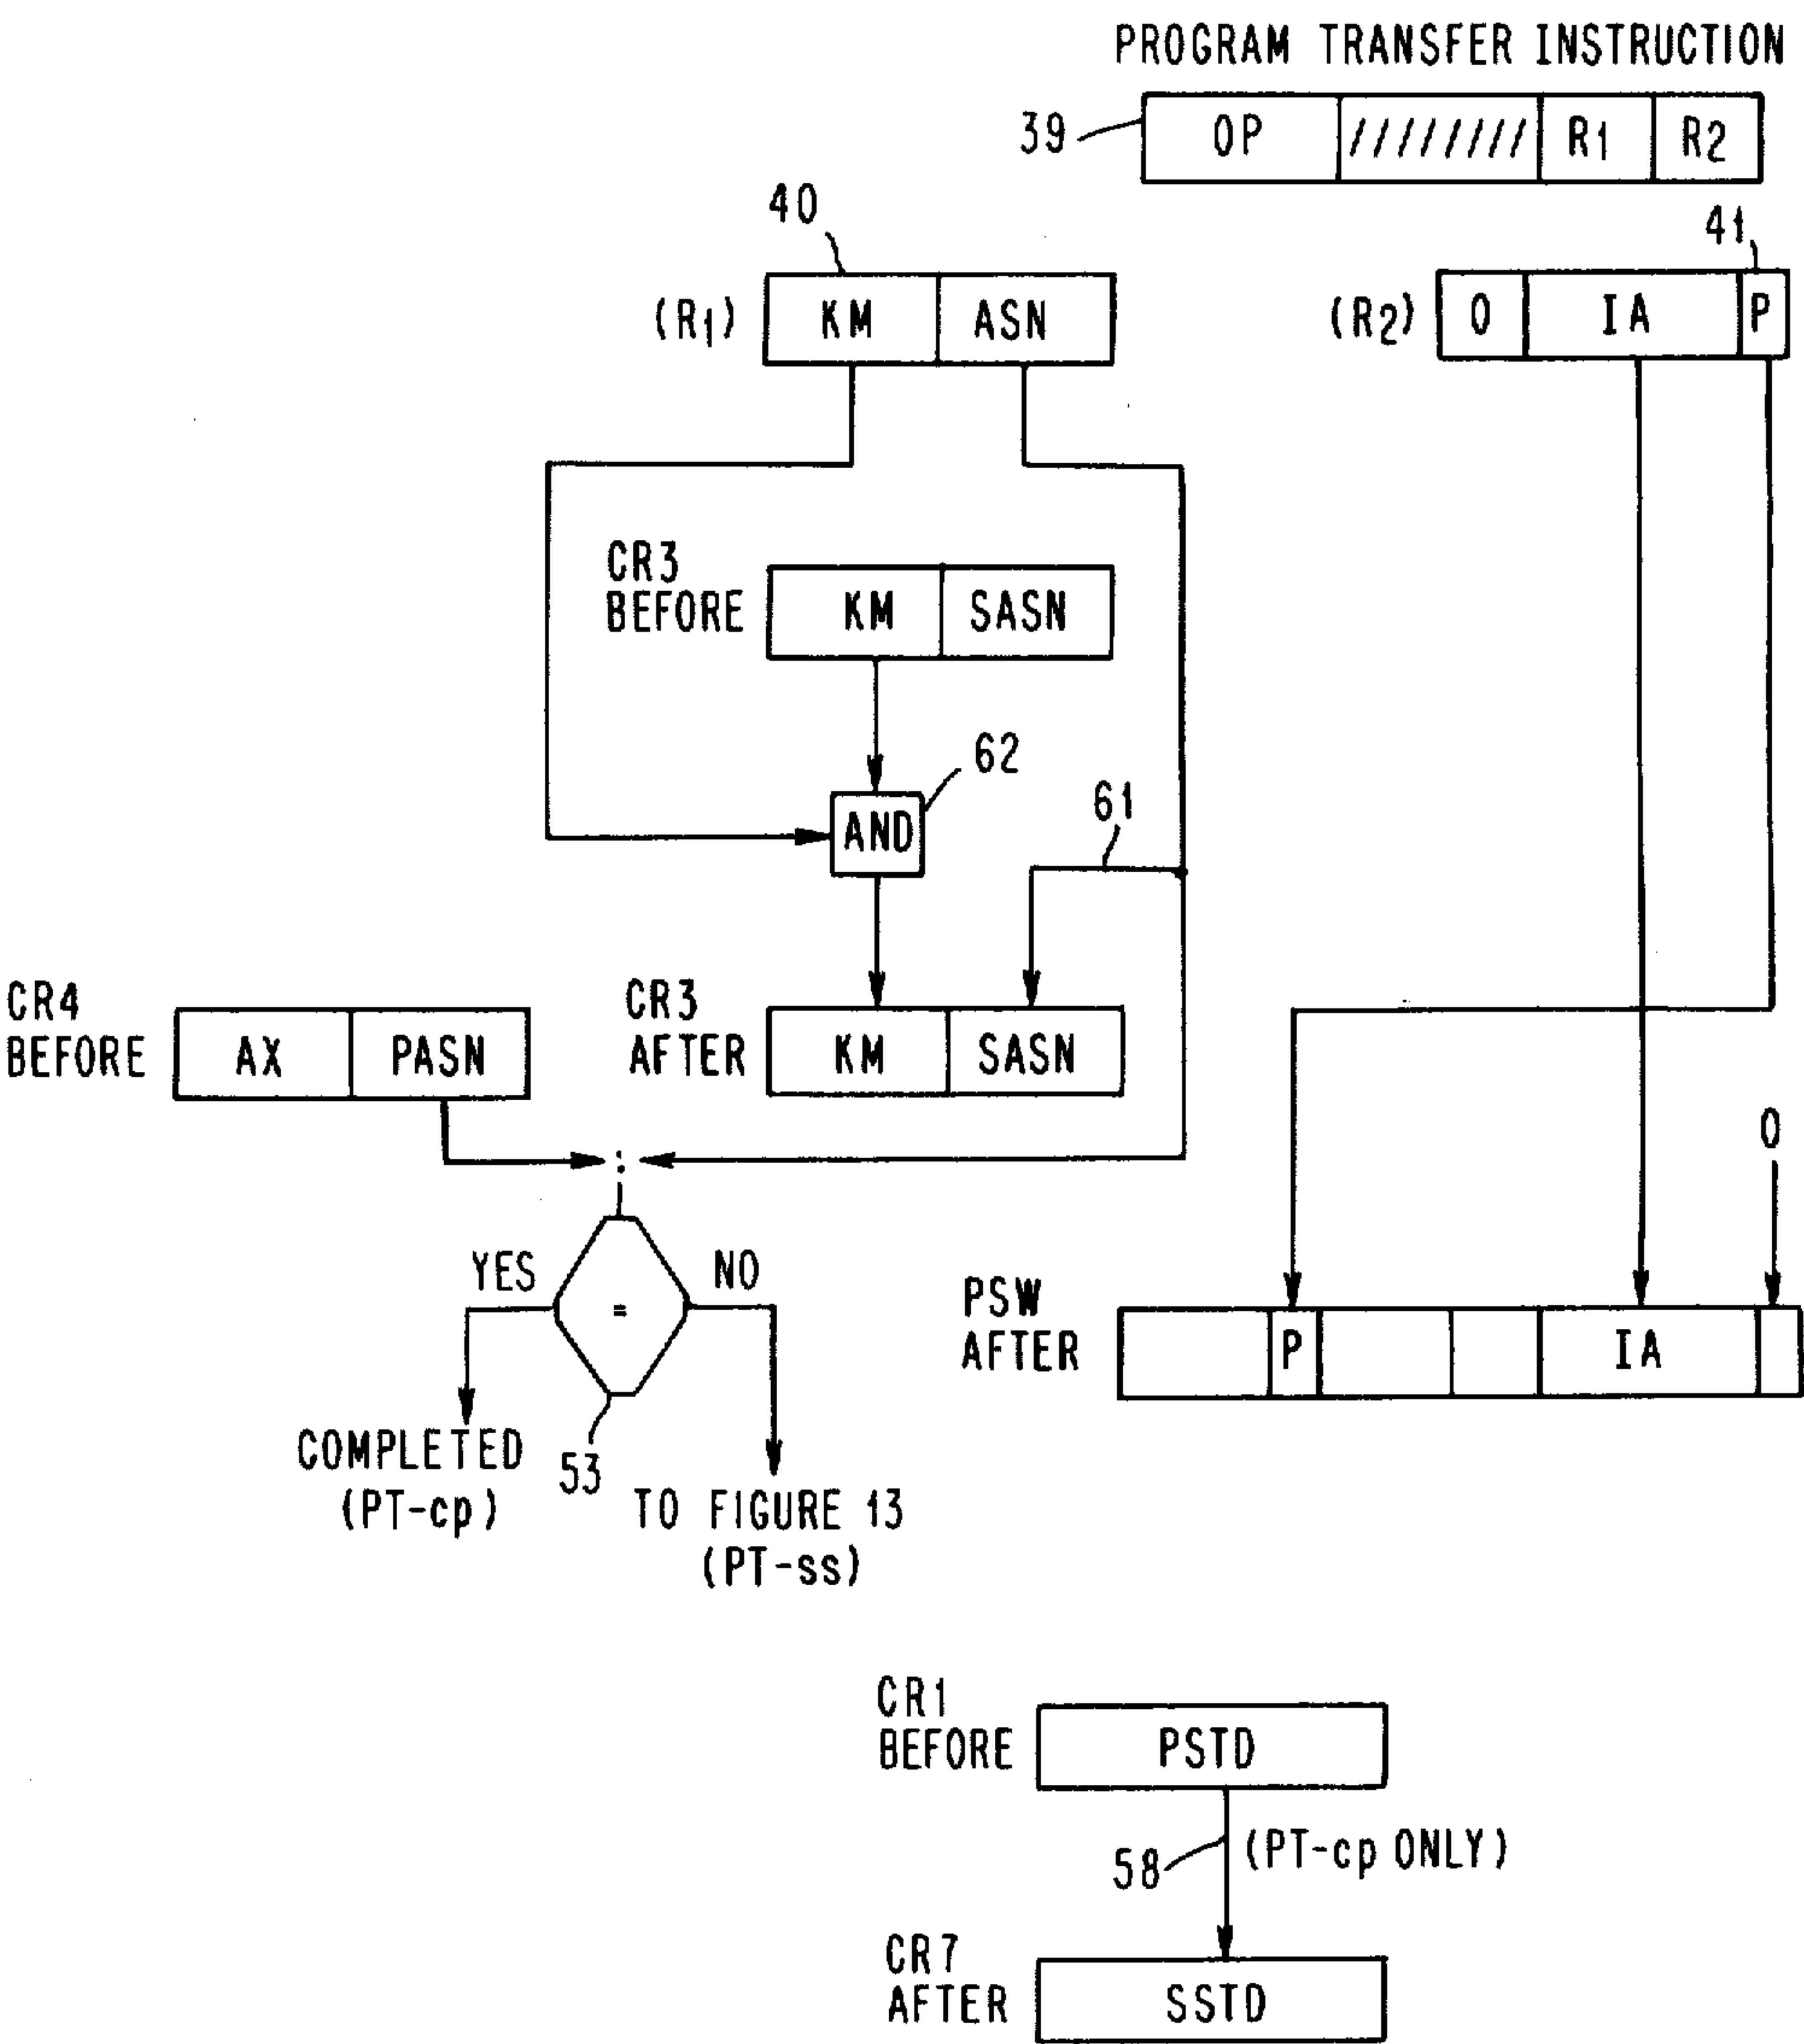 PROGRAM TRANSFER INSTRUCTION
39 OP //////// R1 R2
40
41
(R1) KM ASN
(R2) 0 IA P
CR3
BEFORE
KM SASN
62
AND
61
CR4
BEFORE
AX PASN
CR3
AFTER
KM SASN
0
:
YES = NO
PSW
AFTER
P IA
COMPLETED
(PT-cp)
53
TO FIGURE 13
(PT-ss)
CR1
BEFORE
PSTD
58
(PT-cp ONLY)
CR7
AFTER
SSTD